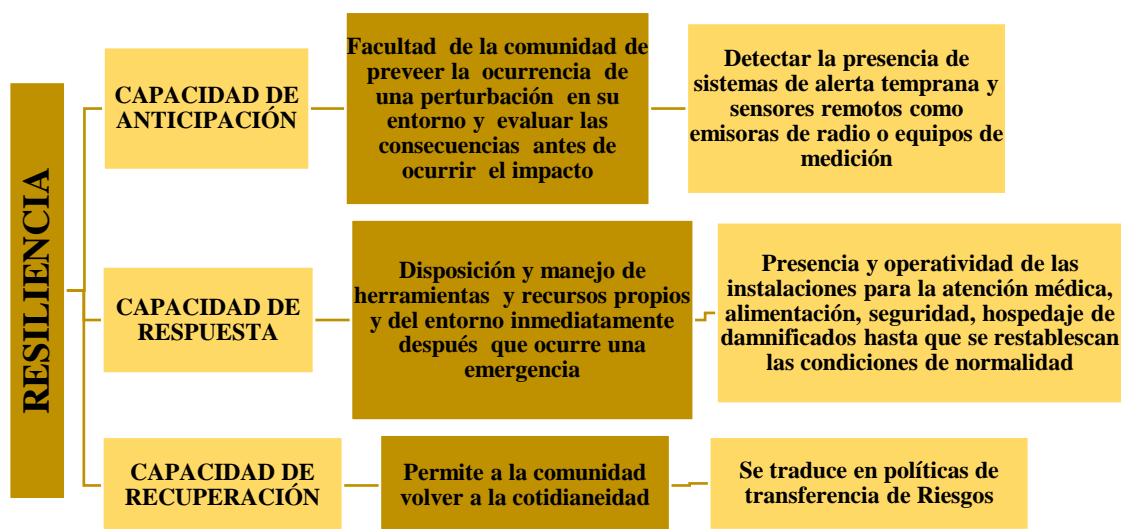 RESILIENCIA
CAPACIDAD DE
ANTICIPACIÓN
Facultad de la comunidad de
preveer la ocurrencia de
una perturbación en su
entorno y evaluar las
consecuencias antes de
ocurrir el impacto
Detectar la presencia de
sistemas de alerta temprana y
sensores remotos como
emisoras de radio o equipos de
medición
CAPACIDAD DE
RESPUESTA
Disposición y manejo de
herramientas y recursos propios
y del entorno inmediatamente
después que ocurre una
emergencia
Presencia y operatividad de las
instalaciones para la atención médica,
alimentación, seguridad, hospedaje de
damnificados hasta que se restablescan
las condiciones de normalidad
CAPACIDAD DE
RECUPERACIÓN
Permite a la comunidad
volver a la cotidianeidad
Se traduce en políticas de
transferencia de Riesgos